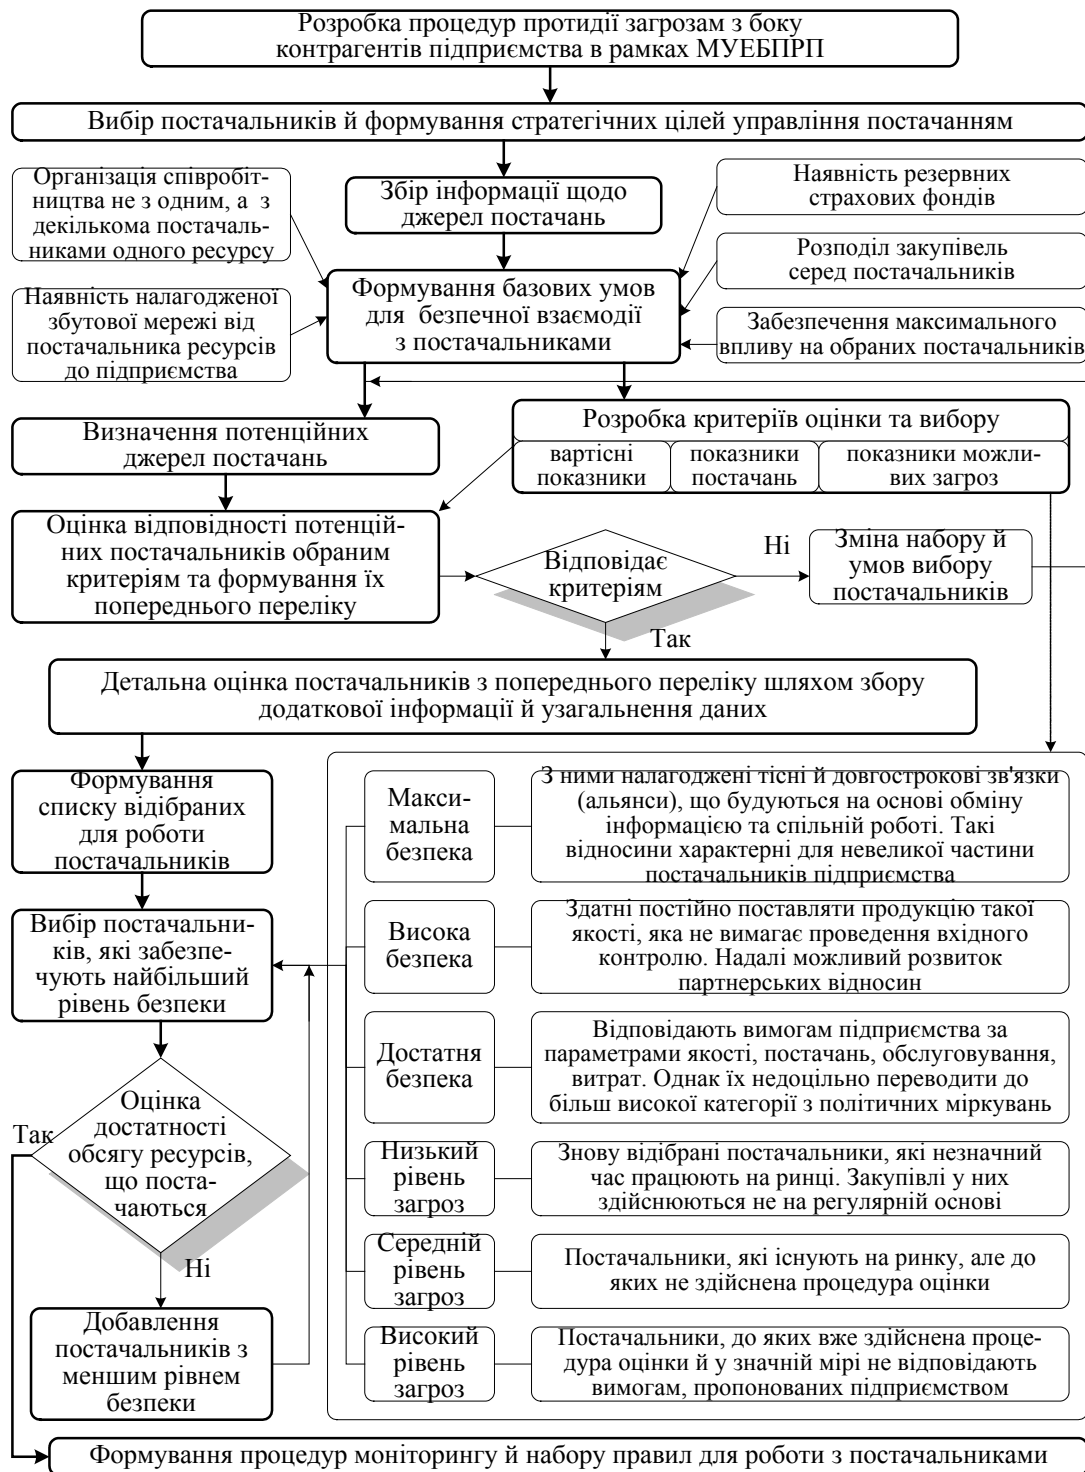 Розробка процедур протидії загрозам з боку
контрагентів підприємства в рамках МУЕБПРП
Вибір постачальників й формування стратегічних цілей управління постачанням
Організація співробіт-
ництва не з одним, а з
декількома постачаль-
никами одного ресурсу
Збір інформації щодо
джерел постачань
Наявність резервних
страхових фондів
Розподіл закупівель
серед постачальників
Наявність налагодженої
збутової мережі від
постачальника ресурсів
до підприємства
Формування базових умов
для безпечної взаємодії
з постачальниками
Забезпечення максимального
впливу на обраних постачальників
Визначення потенційних
джерел постачань
Розробка критеріїв оцінки та вибору
вартісні
показники
показники
постачань
показники можли-
вих загроз
Оцінка відповідності потенцій-
них постачальників обраним
критеріям та формування їх
попереднього переліку
Відповідає
критеріям
Ні
Зміна набору й
умов вибору
постачальників
Так
Детальна оцінка постачальників з попереднього переліку шляхом збору
додаткової інформації й узагальнення даних
Формування
списку відібраних
для роботи
постачальників
Макси-
мальна
безпека
З ними налагоджені тісні й довгострокові зв'язки
(альянси), що будуються на основі обміну
інформацією та спільній роботі. Такі
відносини характерні для невеликої частини
постачальників підприємства
Вибір постачальни-
ків, які забезпе-
чують найбільший
рівень безпеки
Висока
безпека
Здатні постійно поставляти продукцію такої
якості, яка не вимагає проведення вхідного
контролю. Надалі можливий розвиток
партнерських відносин
Достатня
безпека
Відповідають вимогам підприємства за
параметрами якості, постачань, обслуговування,
витрат. Однак їх недоцільно переводити до
більш високої категорії з політичних міркувань
Так
Оцінка
достатності
обсягу ресурсів,
що поста-
чаються
Низький
рівень
загроз
Знову відібрані постачальники, які незначний
час працюють на ринці. Закупівлі у них
здійснюються не на регулярній основі
Ні
Середній
рівень
загроз
Постачальники, які існують на ринку, але до
яких не здійснена процедура оцінки
Добавлення
постачальників з
меншим рівнем
безпеки
Високий
рівень
загроз
Постачальники, до яких вже здійснена проце-
дура оцінки й у значній мірі не відповідають
вимогам, пропонованих підприємством
Формування процедур моніторингу й набору правил для роботи з постачальниками